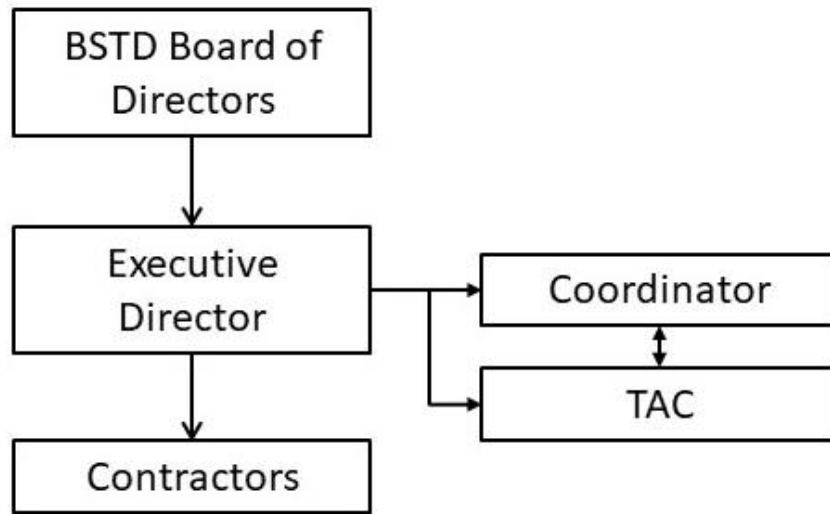 BSTD Board of
Directors
Executive
Director
Coordinator
TAC
Contractors